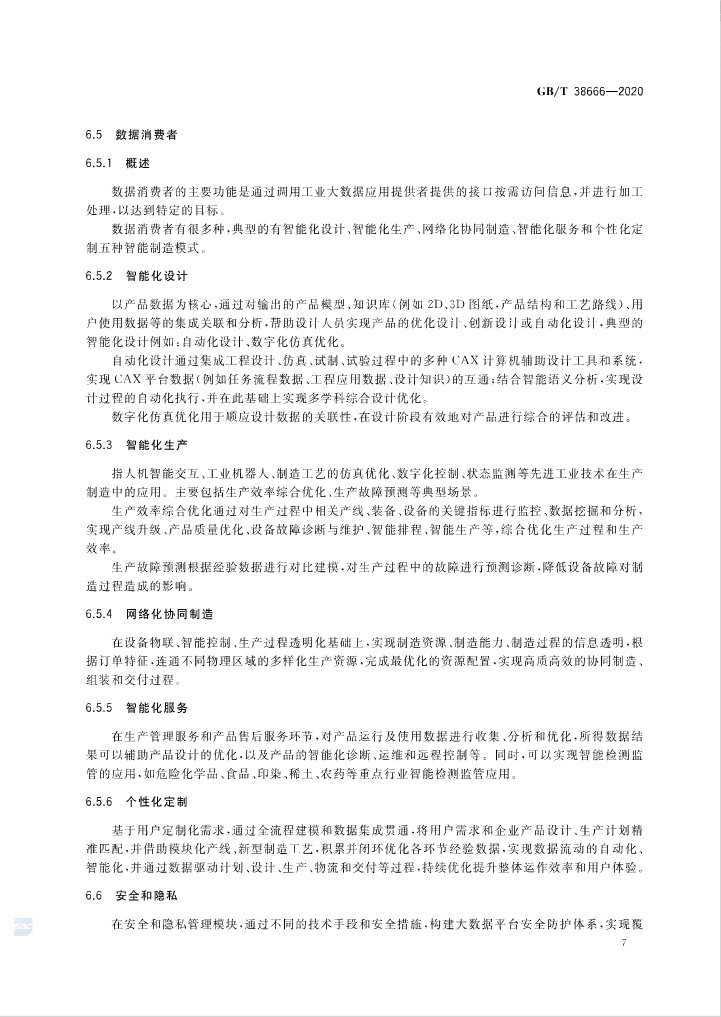 GB/T 38666—2020
6.5 数据消费者
6.5.1 概述
数据消费者的主要功能是通过调用工业大数据应用提供者提供的接口按需访问信息,并进行加工
处理,以达到特定的目标。
数据消费者有很多种,典型的有智能化设计、智能化生产、网络化协同制造、智能化服务和个性化定
制五种智能制造模式。
6.5.2 智能化设计
以产品数据为核心,通过对输出的产品模型、知识库(例如 2D、3D 图纸,产品结构和工艺路线)、用
户使用数据等的集成关联和分析,帮助设计人员实现产品的优化设计、创新设计或自动化设计,典型的
智能化设计例如:自动化设计、数字化仿真优化。
自动化设计通过集成工程设计、仿真、试制、试验过程中的多种 CAX 计算机辅助设计工具和系统,
实现 CAX 平台数据(例如任务流程数据、工程应用数据、设计知识)的互通;结合智能语义分析,实现设
计过程的自动化执行,并在此基础上实现多学科综合设计优化。
数字化仿真优化用于顺应设计数据的关联性,在设计阶段有效地对产品进行综合的评估和改进。
6.5.3 智能化生产
指人机智能交互、工业机器人、制造工艺的仿真优化、数字化控制、状态监测等先进工业技术在生产
制造中的应用。主要包括生产效率综合优化、生产故障预测等典型场景。
生产效率综合优化通过对生产过程中相关产线、装备、设备的关键指标进行监控、数据挖掘和分析,
实现产线升级、产品质量优化、设备故障诊断与维护、智能排程、智能生产等,综合优化生产过程和生产
效率。
生产故障预测根据经验数据进行对比建模,对生产过程中的故障进行预测诊断,降低设备故障对制
造过程造成的影响。
6.5.4 网络化协同制造
在设备物联、智能控制、生产过程透明化基础上,实现制造资源、制造能力、制造过程的信息透明,根
据订单特征,连通不同物理区域的多样化生产资源,完成最优化的资源配置,实现高质高效的协同制造、
组装和交付过程。
6.5.5 智能化服务
在生产管理服务和产品售后服务环节,对产品运行及使用数据进行收集、分析和优化,所得数据结
果可以辅助产品设计的优化,以及产品的智能化诊断、运维和远程控制等。同时,可以实现智能检测监
管的应用,如危险化学品、食品、印染、稀土、农药等重点行业智能检测监管应用。
6.5.6 个性化定制
基于用户定制化需求,通过全流程建模和数据集成贯通,将用户需求和企业产品设计、生产计划精
准匹配,并借助模块化产线、新型制造工艺,积累并闭环优化各环节经验数据,实现数据流动的自动化、
智能化,并通过数据驱动计划、设计、生产、物流和交付等过程,持续优化提升整体运作效率和用户体验。
6.6 安全和隐私
在安全和隐私管理模块,通过不同的技术手段和安全措施,构建大数据平台安全防护体系,实现覆
SAC
7